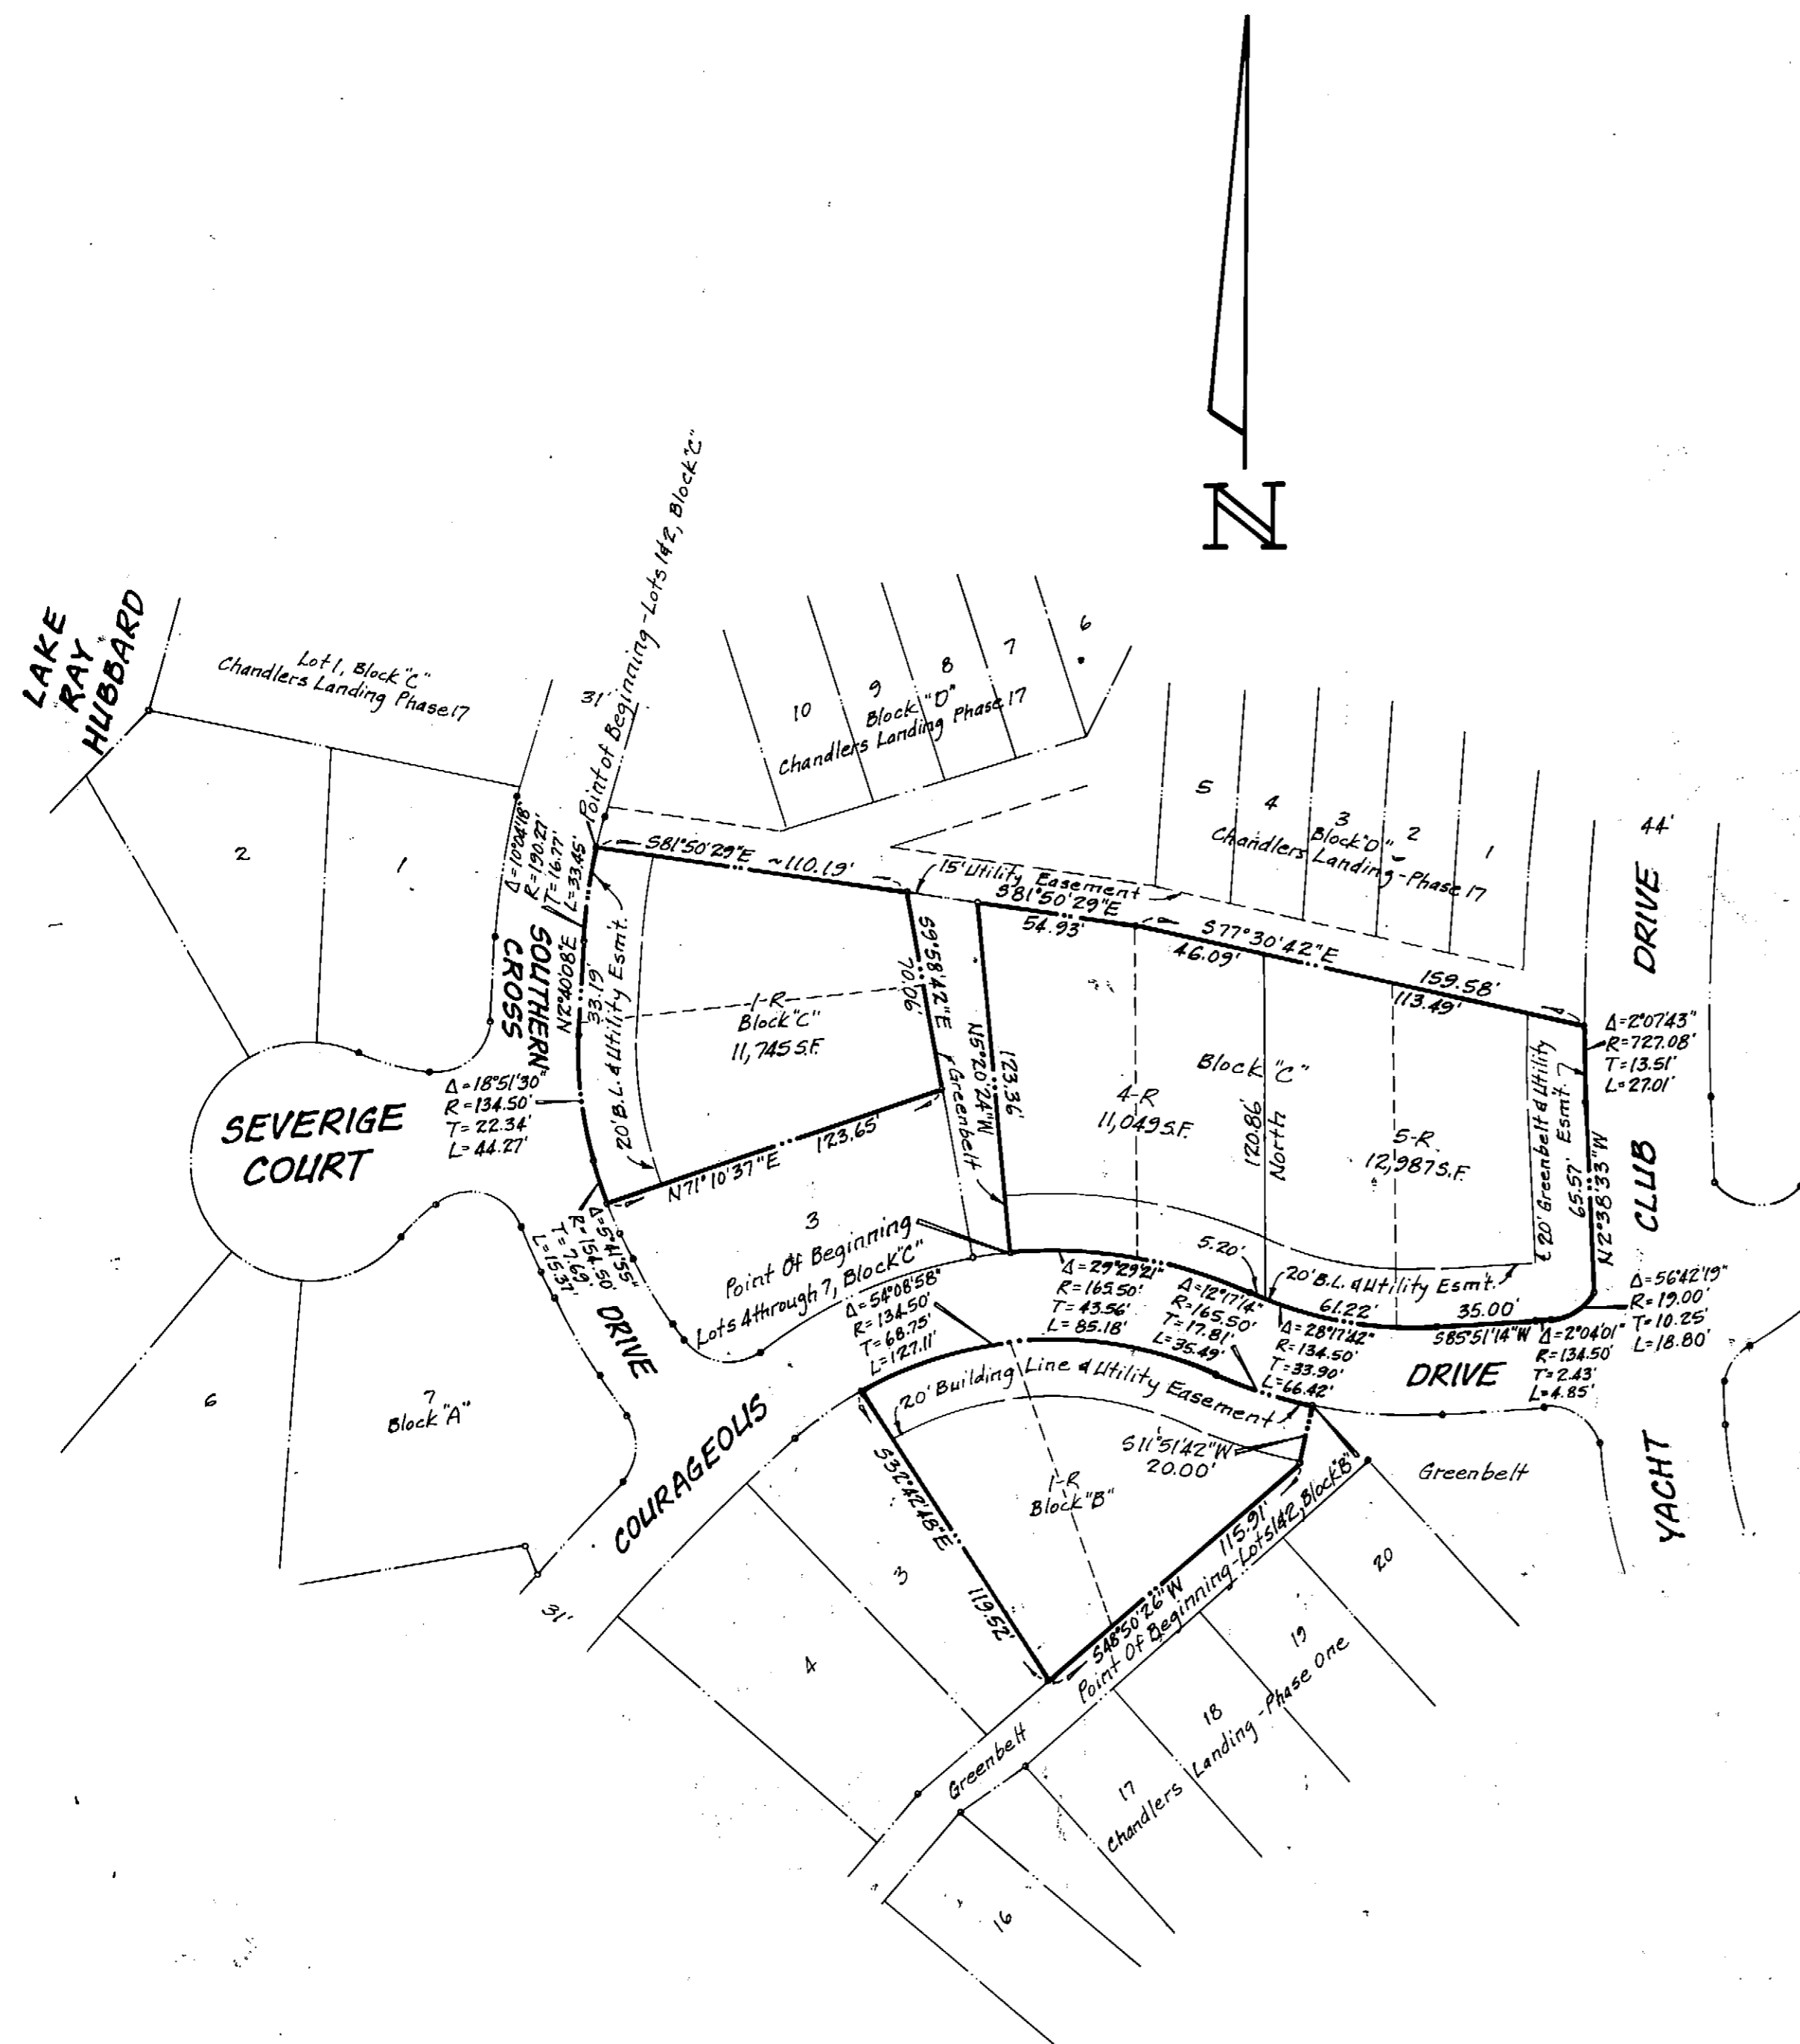 N
LAKE
RAY
HUBBARD
Lot 1, Block "C"
Chandlers Landing Phase 17
31'
Point of Beginning - Lots 1 & 2, Block "C"
10
9
8
7
6
Block "D"
Chandlers Landing Phase 17
5
4
3
2
1
Block "D"
Chandlers Landing - Phase 17
44'
YACHT CLUB DRIVE
2
1
Δ=10°04'18"
R=190.27'
T=16.77'
L=33.45'
S81°50'29"E ~110.19'
15' Utility Easement
S81°50'29"E
54.93'
S77°30'42"E
46.09'
159.58'
113.49'
SOUTHERN
CROSS
DRIVE
N2°40'08"E
33.19'
20' B.L. & Utility Esmt.
1-R
Block "C"
11,745 S.F.
S9°58'42"E
70.06'
Greenbelt
N5°20'24"W
123.36'
Block "C"
4-R
11,049 S.F.
120.86'
North
5-R
12,987 S.F.
20' Greenbelt & Utility Esmt.
65.57'
N2°38'33"W
Δ=2°07'43"
R=727.08'
T=13.51'
L=27.01'
SEVERIGE
COURT
Δ=18°51'30"
R=134.50'
T=22.34'
L=44.27'
N71°10'37"E 123.65'
Δ=5°41'55"
R=154.50'
T=7.69'
L=15.37'
3
Point Of Beginning
Lots 4 through 7, Block "C"
5.20'
20' B.L. & Utility Esmt.
61.22'
35.00'
S85°51'14"W
Δ=56°42'19"
R=19.00'
T=10.25'
L=18.80'
Δ=54°08'58"
R=134.50'
T=68.75'
L=127.11'
Δ=29°29'21"
R=165.50'
T=43.56'
L=85.18'
Δ=12°17'14"
R=165.50'
T=17.81'
L=35.49'
Δ=28°17'42"
R=134.50'
T=33.90'
L=66.42'
Δ=2°04'01"
R=134.50'
T=2.43'
L=4.85'
COURAGEOUS DRIVE
6
7
Block "A"
20' Building Line & Utility Easement
S11°51'42"W
20.00'
1-R
Block "B"
S32°42'48"E
119.52'
115.91'
S48°50'26"W
Point Of Beginning - Lots 1 & 2, Block "B"
Greenbelt
31'
3
4
Greenbelt
20
19
18
17
16
Chandlers Landing - Phase One